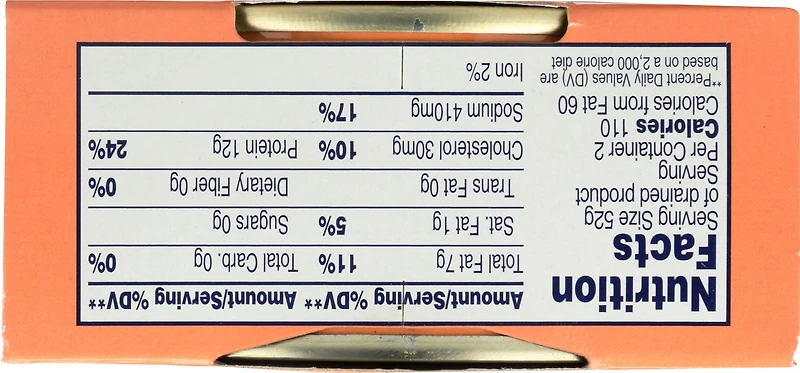 Nutrition
Facts
Serving Size 52g
of drained product
Serving
Per Container 2
Calories 110
Calories from Fat 60
**Percent Daily Values (DV) are
based on a 2,000 calorie diet
Amount/Serving %DV** Amount/Serving %DV**
Total Fat 7g 11% Total Carb. 0g 0%
Sat. Fat 1g 5% Sugars 0g
Trans Fat 0g Dietary Fiber 0g 0%
Cholesterol 30mg 10% Protein 12g 24%
Sodium 410mg 17%
Iron 2%